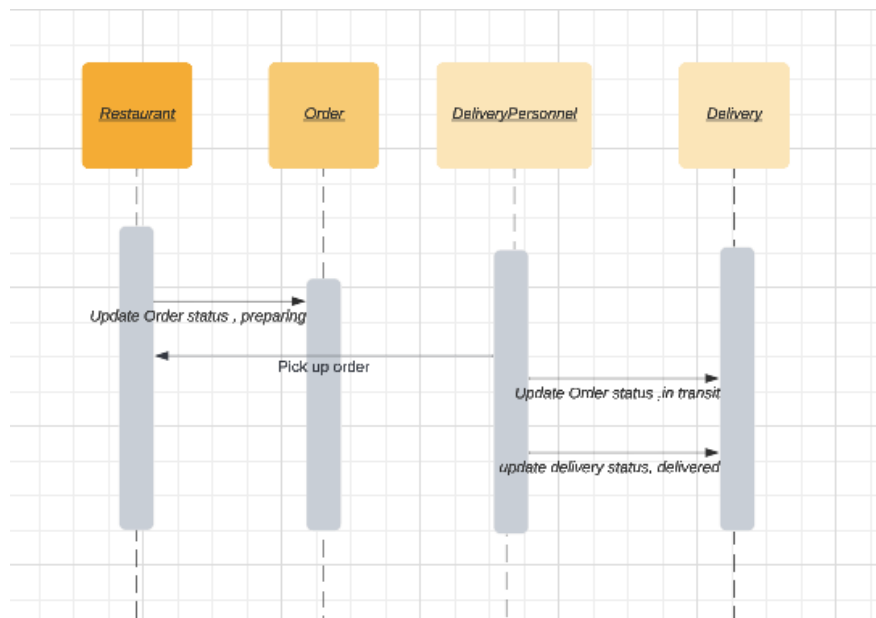 Restaurant
Order
DeliveryPersonnel
Delivery
Update Order status , preparing
Pick up order
Update Order status ,in transit
update delivery status, delivered